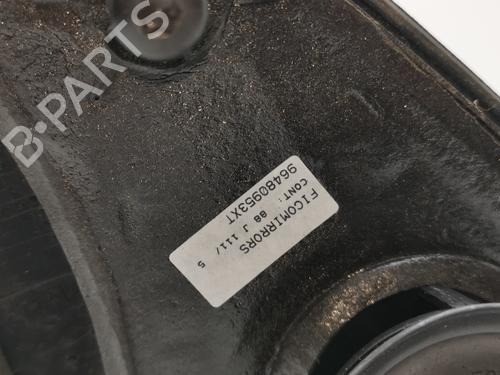 B-PARTS
FICOMIRRORS
CONT: 88 J 111/ 5
96480953XT